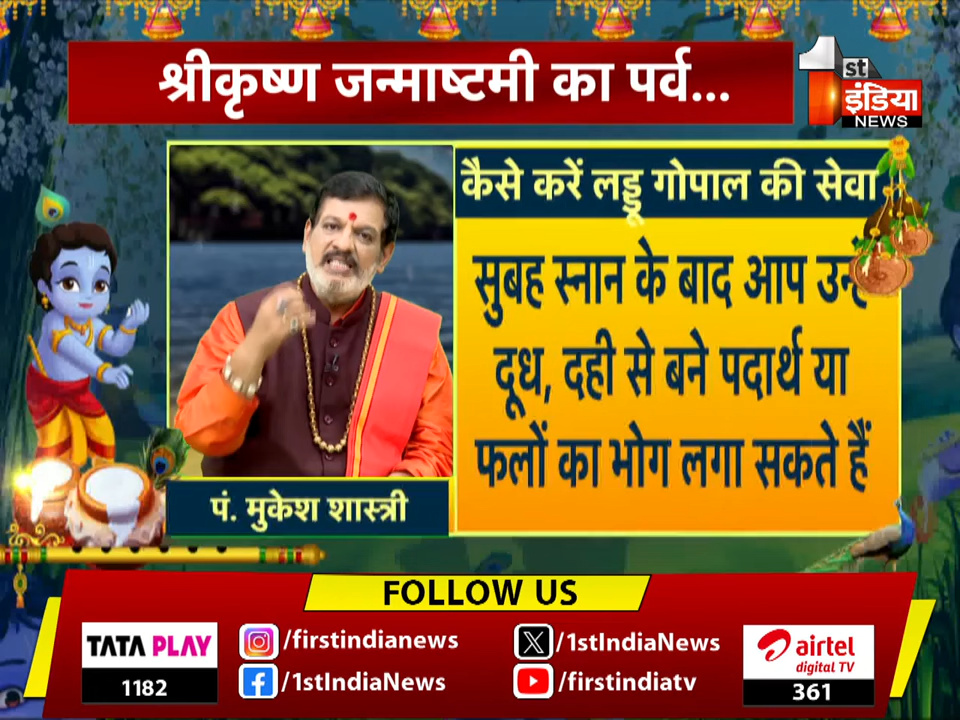 श्रीकृष्ण जन्माष्टमी का पर्व...
1st
इंडिया
NEWS
कैसे करें लड्डू गोपाल की सेवा
सुबह स्नान के बाद आप उन्हें
दूध, दही से बने पदार्थ या
फलों का भोग लगा सकते हैं
पं. मुकेश शास्त्री
FOLLOW US
TATA PLAY
1182
/firstindianews
/1stIndiaNews
/1stIndiaNews
/firstindiatv
airtel
digital TV
361